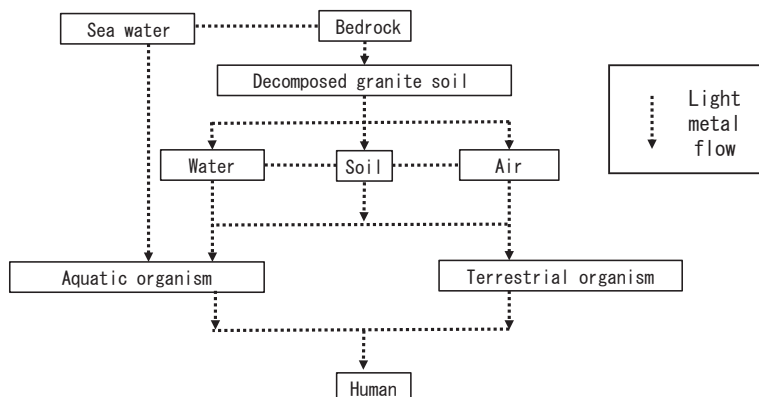 Sea water
Bedrock
Decomposed granite soil
Light
metal
flow
Water
Soil
Air
Aquatic organism
Terrestrial organism
Human